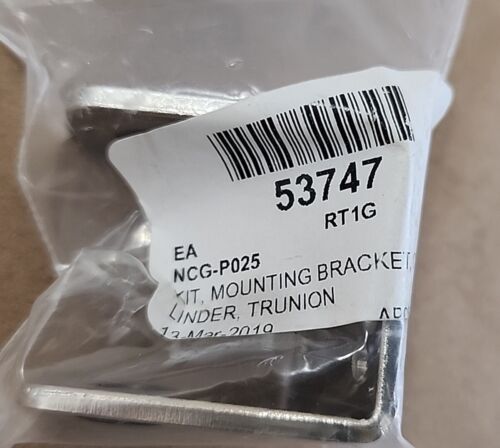 53747
RT1G
EA
NCG-P025
KIT, MOUNTING BRACKET,
LINDER, TRUNION
13-Mar-2019